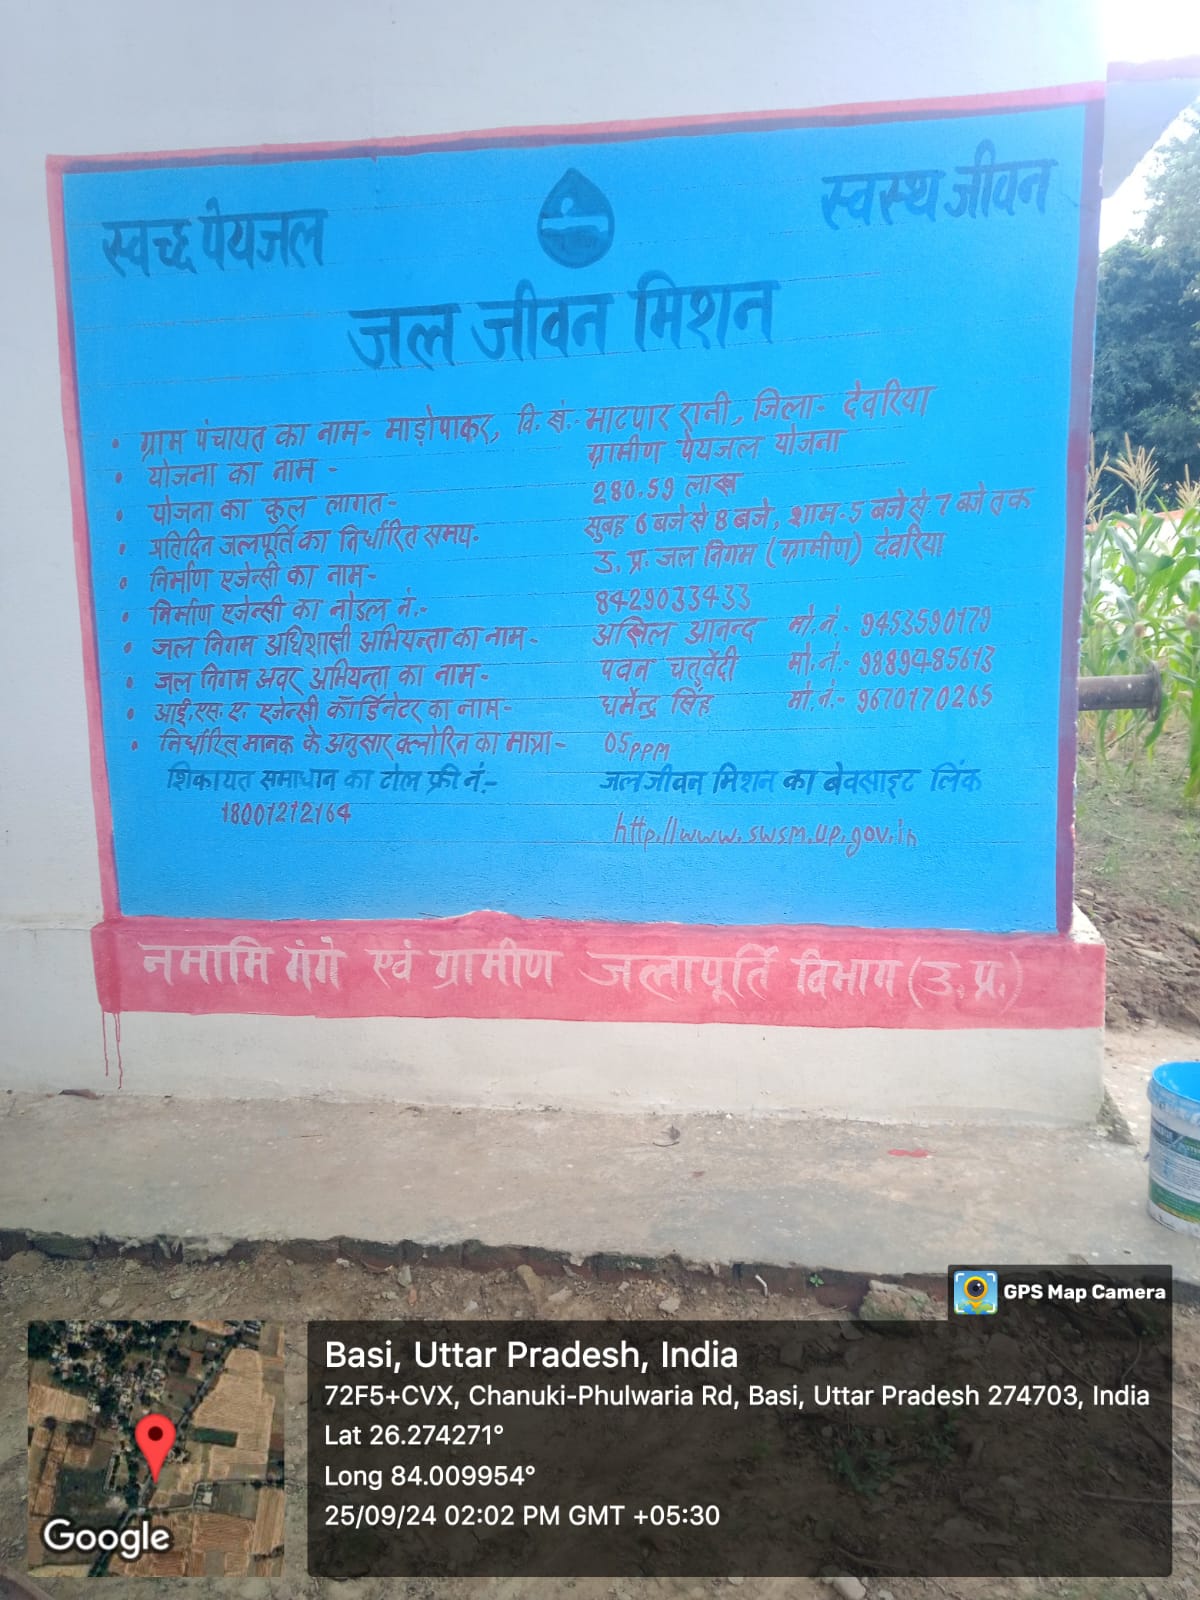 स्वच्छ पेयजल
स्वस्थ जीवन
जल जीवन मिशन
• ग्राम पंचायत का नाम- माड़ोपाकर, वि.खं.- भाटपार रानी, जिला- देवरिया
• योजना का नाम - ग्रामीण पेयजल योजना
• योजना का कुल लागत- 280.59 लाख
• प्रतिदिन जलपूर्ति का निर्धारित समय- सुबह 6 बजे से 8 बजे, शाम-5 बजे से 7 बजे तक
• निर्माण एजेन्सी का नाम- उ. प्र. जल निगम (ग्रामीण) देवरिया
• निर्माण एजेन्सी का नोडल नं.- 8429033433
• जल निगम अधिशासी अभियन्ता का नाम- अखिल आनन्द मो.नं.- 9453590179
• जल निगम अवर अभियन्ता का नाम- पवन चतुर्वेदी मो.नं.- 9889485613
• आई.एस.ए. एजेन्सी कॉर्डिनेटर का नाम- धर्मेन्द्र सिंह मो.नं.- 9670170265
• निर्धारित मानक के अनुसार क्लोरिन का मात्रा- 05PPM
शिकायत समाधान का टोल फ्री नं.- जल जीवन मिशन का बेवसाइट लिंक
18001212164 http.//www.swsm.up.gov.in
नमामि गंगे एवं ग्रामीण जलापूर्ति विभाग (उ.प्र.)
GPS Map Camera
Basi, Uttar Pradesh, India
72F5+CVX, Chanuki-Phulwaria Rd, Basi, Uttar Pradesh 274703, India
Lat 26.274271°
Long 84.009954°
25/09/24 02:02 PM GMT +05:30
Google